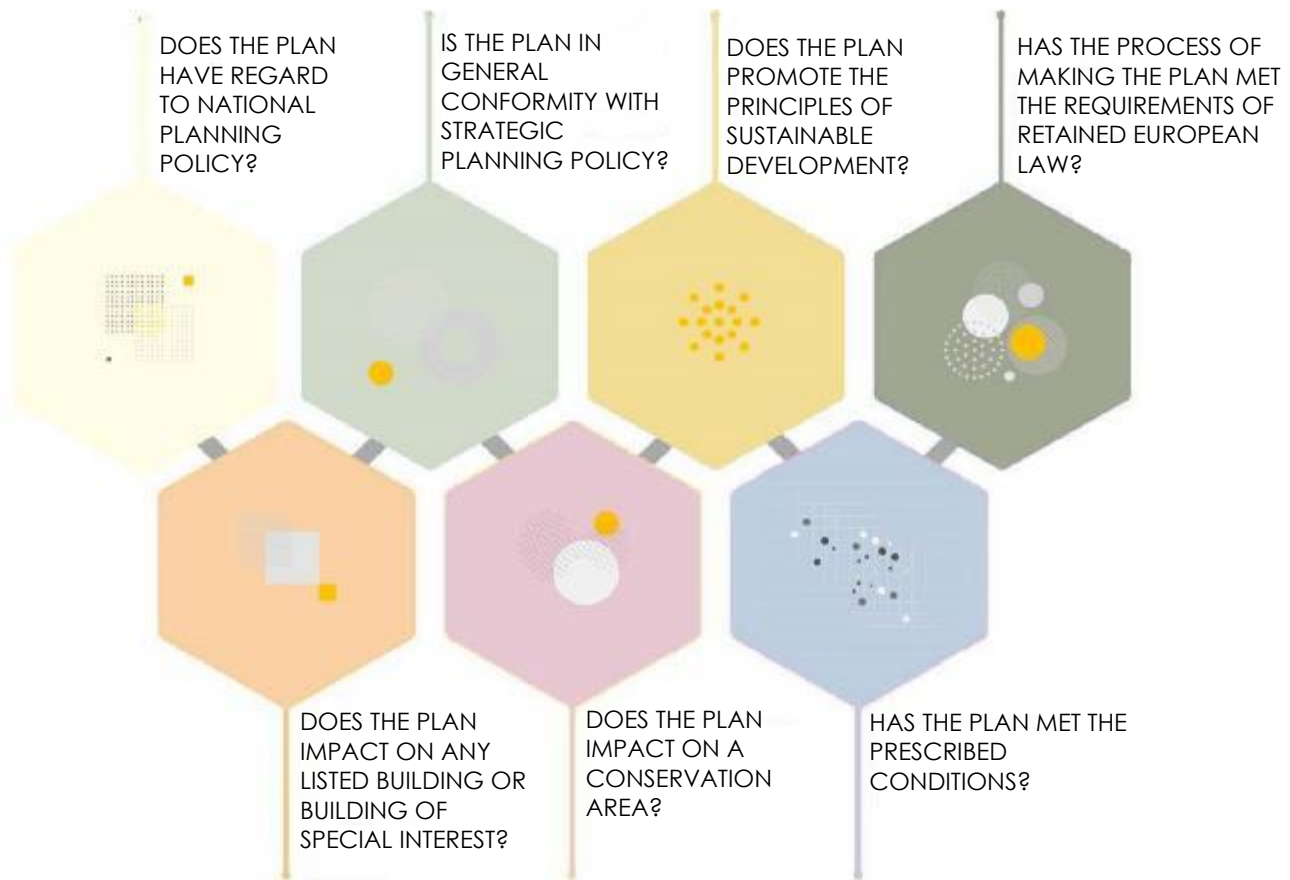 DOES THE PLAN
HAVE REGARD
TO NATIONAL
PLANNING
POLICY?
IS THE PLAN IN
GENERAL
CONFORMITY WITH
STRATEGIC
PLANNING POLICY?
DOES THE PLAN
PROMOTE THE
PRINCIPLES OF
SUSTAINABLE
DEVELOPMENT?
HAS THE PROCESS OF
MAKING THE PLAN MET
THE REQUIREMENTS OF
RETAINED EUROPEAN
LAW?
DOES THE PLAN
IMPACT ON ANY
LISTED BUILDING OR
BUILDING OF
SPECIAL INTEREST?
DOES THE PLAN
IMPACT ON A
CONSERVATION
AREA?
HAS THE PLAN MET THE
PRESCRIBED
CONDITIONS?